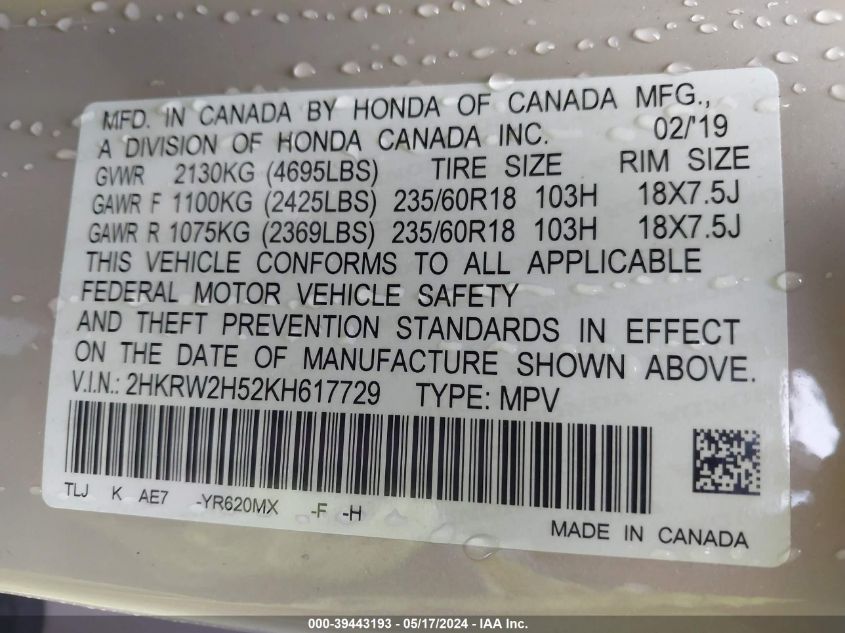 MFD. IN CANADA BY HONDA OF CANADA MFG.,
A DIVISION OF HONDA CANADA INC. 02/'19
GVWR 2130KG (4695LBS) TIRE SIZE RIM SIZE
GAWR F 1100KG (2425LBS) 235/60R18 103H 18X7.5J
GAWR R 1075KG (2369LBS) 235/60R18 103H 18X7.5J
THIS VEHICLE CONFORMS TO ALL APPLICABLE
FEDERAL MOTOR VEHICLE SAFETY
AND THEFT PREVENTION STANDARDS IN EFFECT
ON THE DATE OF MANUFACTURE SHOWN ABOVE.
V.I.N.: 2HKRW2H52KH617729 TYPE: MPV
TLJ K AE7 -YR620MX -F -H
MADE IN CANADA
000-39443193 - 05/17/2024 - IAA Inc.